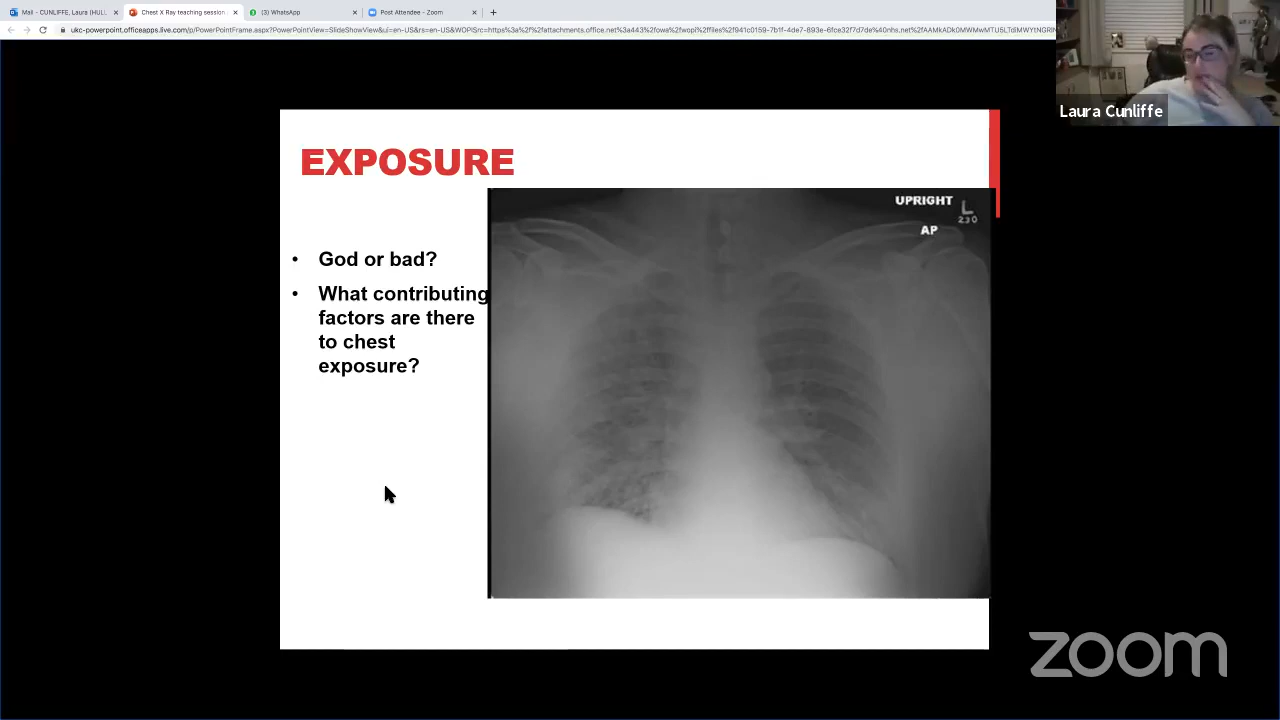 Mail - CUNLIFFE, Laura (HULL
Chest X Ray teaching session
(3) WhatsApp
Post Attendee - Zoom
Laura Cunliffe
EXPOSURE
God or bad?
What contributing
factors are there
to chest
exposure?
UPRIGHT
L
230
AP
zoom